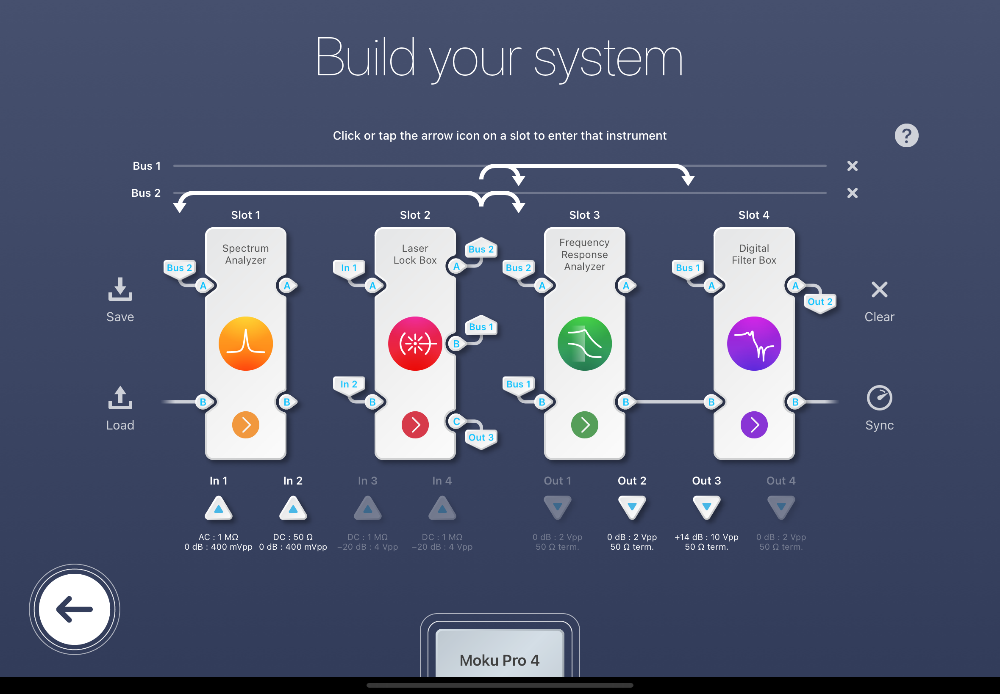 Build your system
Click or tap the arrow icon on a slot to enter that instrument
?
Bus 1
Bus 2
Slot 1
Slot 2
Slot 3
Slot 4
Spectrum
Analyzer
Bus 2
A
A
B
B
Laser
Lock Box
In 1
A
In 2
B
A
Bus 2
B
Bus 1
C
Out 3
Frequency
Response
Analyzer
Bus 2
A
A
Bus 1
B
B
Digital
Filter Box
Bus 1
A
A
Out 2
B
B
Save
Load
Clear
Sync
In 1
AC : 1 MΩ
0 dB : 400 mVpp
In 2
DC : 50 Ω
0 dB : 400 mVpp
In 3
DC : 1 MΩ
−20 dB : 4 Vpp
In 4
DC : 1 MΩ
−20 dB : 4 Vpp
Out 1
0 dB : 2 Vpp
50 Ω term.
Out 2
0 dB : 2 Vpp
50 Ω term.
Out 3
+14 dB : 10 Vpp
50 Ω term.
Out 4
0 dB : 2 Vpp
50 Ω term.
Moku Pro 4